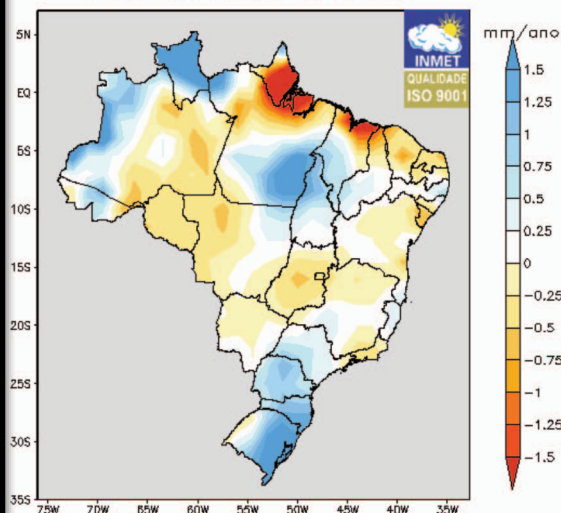 mm/ano
INMET
QUALIDADE
ISO 9001
5N
EQ
5S
10S
15S
20S
25S
30S
35S
75W
70W
65W
60W
55W
50W
45W
40W
35W
1.5
1.25
1
0.75
0.5
0.25
0
-0.25
-0.5
-0.75
-1
-1.25
-1.5